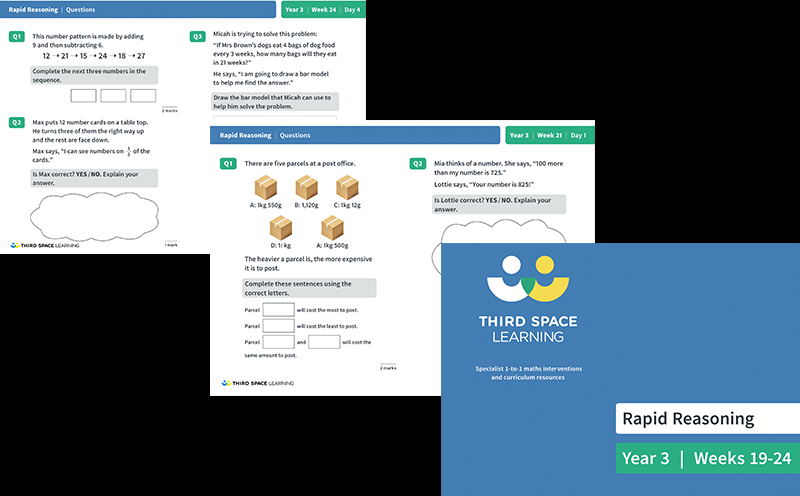 Rapid Reasoning | Questions
Year 3 | Week 24 | Day 4
Q1
This number pattern is made by adding
9 and then subtracting 6.
12 → 21 → 15 → 24 → 18 → 27
Complete the next three numbers in the
sequence.
2 marks
Q2
Max puts 12 number cards on a table top.
He turns three of them the right way up
and the rest are face down.
Max says, “I can see numbers on 1/3 of the
cards.”
Is Max correct? YES / NO. Explain your
answer.
1 mark
THIRD SPACE LEARNING
Q3
Micah is trying to solve this problem:
“If Mrs Brown’s dogs eat 4 bags of dog food
every 3 weeks, how many bags will they eat
in 21 weeks?”
He says, “I am going to draw a bar model
to help me find the answer.”
Draw the bar model that Micah can use to
help him solve the problem.
Rapid Reasoning | Questions
Year 3 | Week 21 | Day 1
Q1
There are five parcels at a post office.
A: 1kg 550g
B: 1,120g
C: 1kg 12g
kg
A: 1kg 500g
The heavier a parcel is, the more expensive
it is to post.
Complete these sentences using the
correct letters.
Parcel will cost the most to post.
Parcel will cost the least to post.
Parcel and will cost the
same amount to post.
2 marks
THIRD SPACE LEARNING
Q2
Mia thinks of a number. She says, “100 more
than my number is 725.”
Lottie says, “Your number is 825!”
Is Lottie correct? YES / NO. Explain your
answer.
THIRD SPACE
LEARNING
Specialist 1-to-1 maths interventions
and curriculum resources
Rapid Reasoning
Year 3 | Weeks 19-24